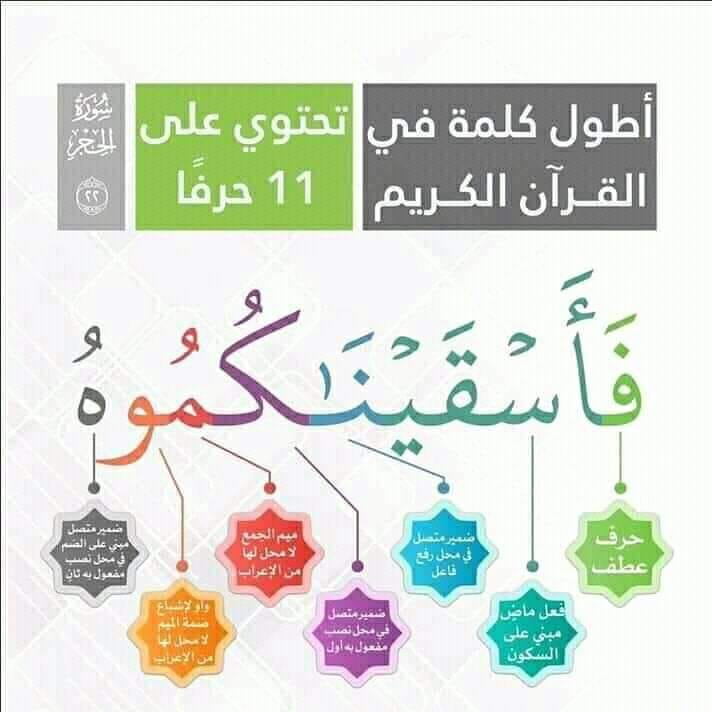 أطول كلمة في
القرآن الكريم
تحتوي على
11 حرفًا
سُورَةُ
الحِجْرِ
٢٢
فَأَسْقَيْنَٰكُمُوهُ
حرف
عطف
فعل ماضٍ
مبني على
السكون
ضمير متصل
في محل رفع
فاعل
ضمير متصل
في محل نصب
مفعول به أول
ميم الجمع
لا محل لها
من الإعراب
واو لإشباع
ضمة الميم
لا محل لها
من الإعراب
ضمير متصل
مبني على الضم
في محل نصب
مفعول به ثانِ